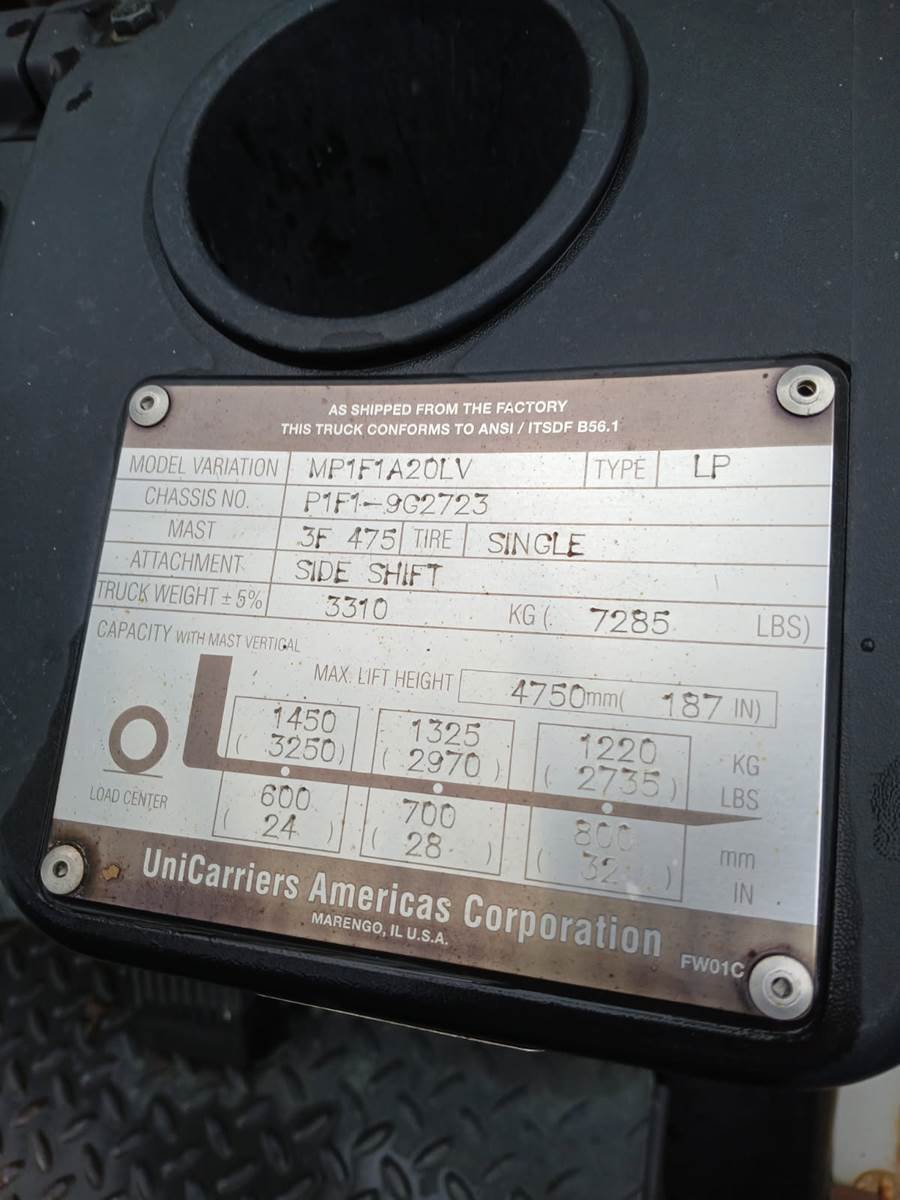 AS SHIPPED FROM THE FACTORY
THIS TRUCK CONFORMS TO ANSI / ITSDF B56.1
MODEL VARIATION MP1F1A20LV TYPE LP
CHASSIS NO. P1F1-9G2723
MAST 3F 475 TIRE SINGLE
ATTACHMENT SIDE SHIFT
TRUCK WEIGHT ± 5% 3310 KG ( 7285 LBS)
CAPACITY WITH MAST VERTICAL
MAX. LIFT HEIGHT 4750mm( 187 IN)
1450 1325 1220 KG
( 3250) ( 2970 ) ( 2735 ) LBS
LOAD CENTER 600 700 800 mm
( 24 ) ( 28 ) ( 32 ) IN
UniCarriers Americas Corporation
MARENGO, IL U.S.A.
FW01C